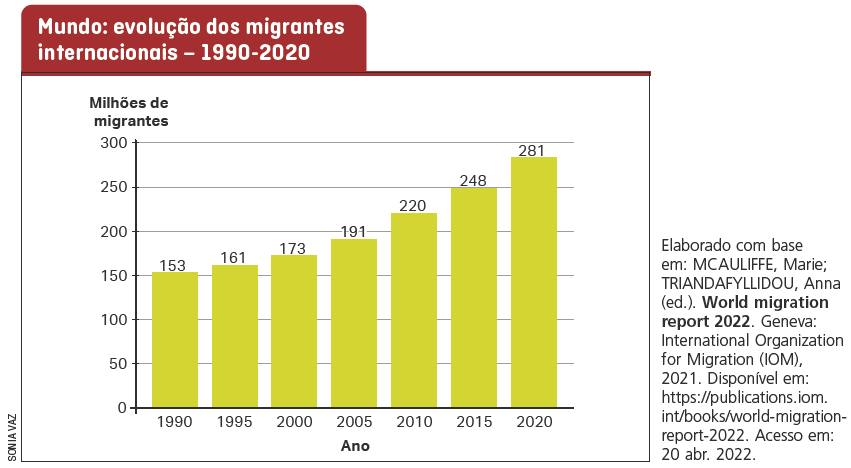 Mundo: evolução dos migrantes
internacionais – 1990-2020
Milhões de
migrantes
300
250
200
150
100
50
0
153
161
173
191
220
248
281
1990
1995
2000
2005
2010
2015
2020
Ano
SONIA VAZ
Elaborado com base
em: MCAULIFFE, Marie;
TRIANDAFYLLIDOU, Anna
(ed.). World migration
report 2022. Geneva:
International Organization
for Migration (IOM),
2021. Disponível em:
https://publications.iom.
int/books/world-migration-
report-2022. Acesso em:
20 abr. 2022.